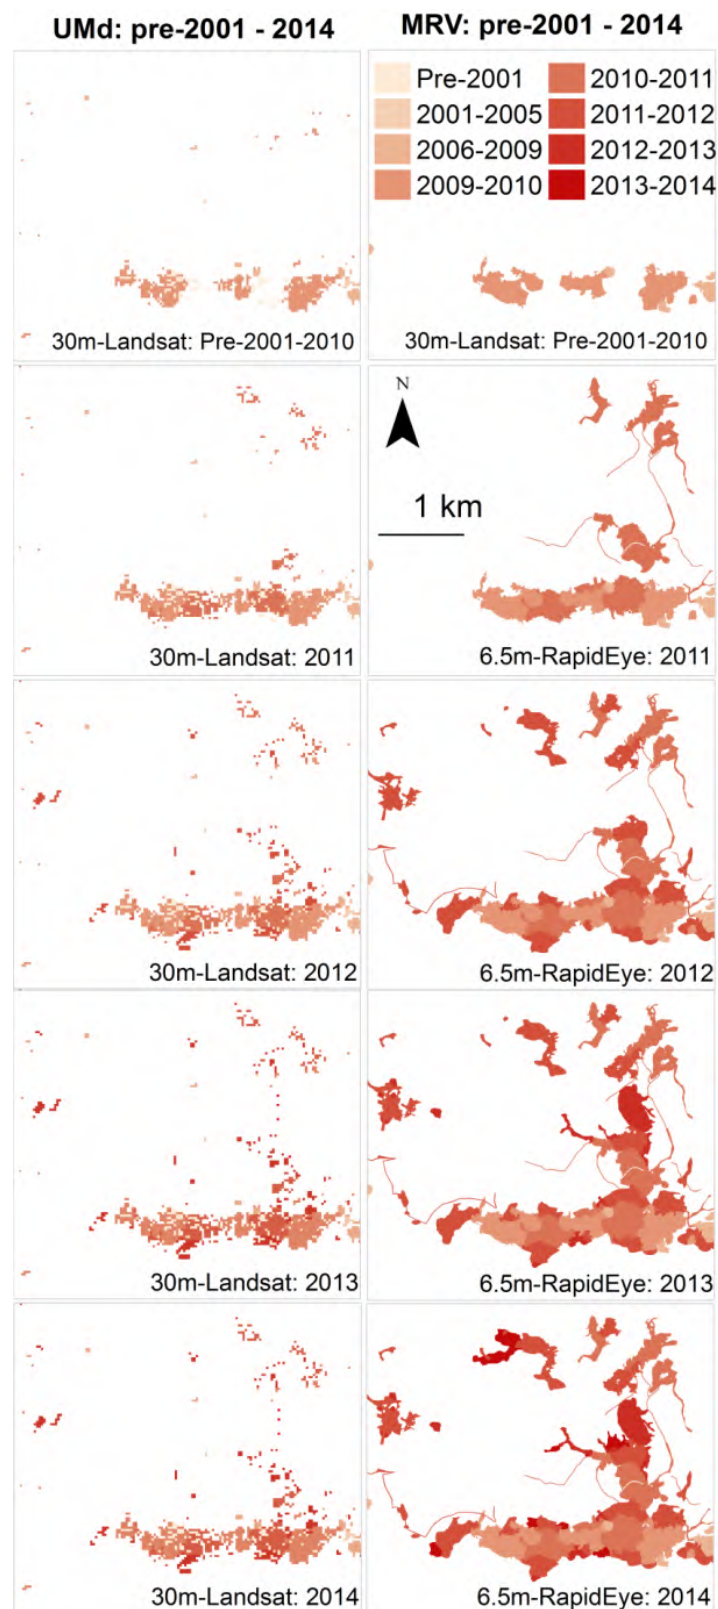 UMd: pre-2001 - 2014
MRV: pre-2001 - 2014
Pre-2001
2010-2011
2001-2005
2011-2012
2006-2009
2012-2013
2009-2010
2013-2014
30m-Landsat: Pre-2001-2010
30m-Landsat: Pre-2001-2010
N
1 km
30m-Landsat: 2011
6.5m-RapidEye: 2011
30m-Landsat: 2012
6.5m-RapidEye: 2012
30m-Landsat: 2013
6.5m-RapidEye: 2013
30m-Landsat: 2014
6.5m-RapidEye: 2014